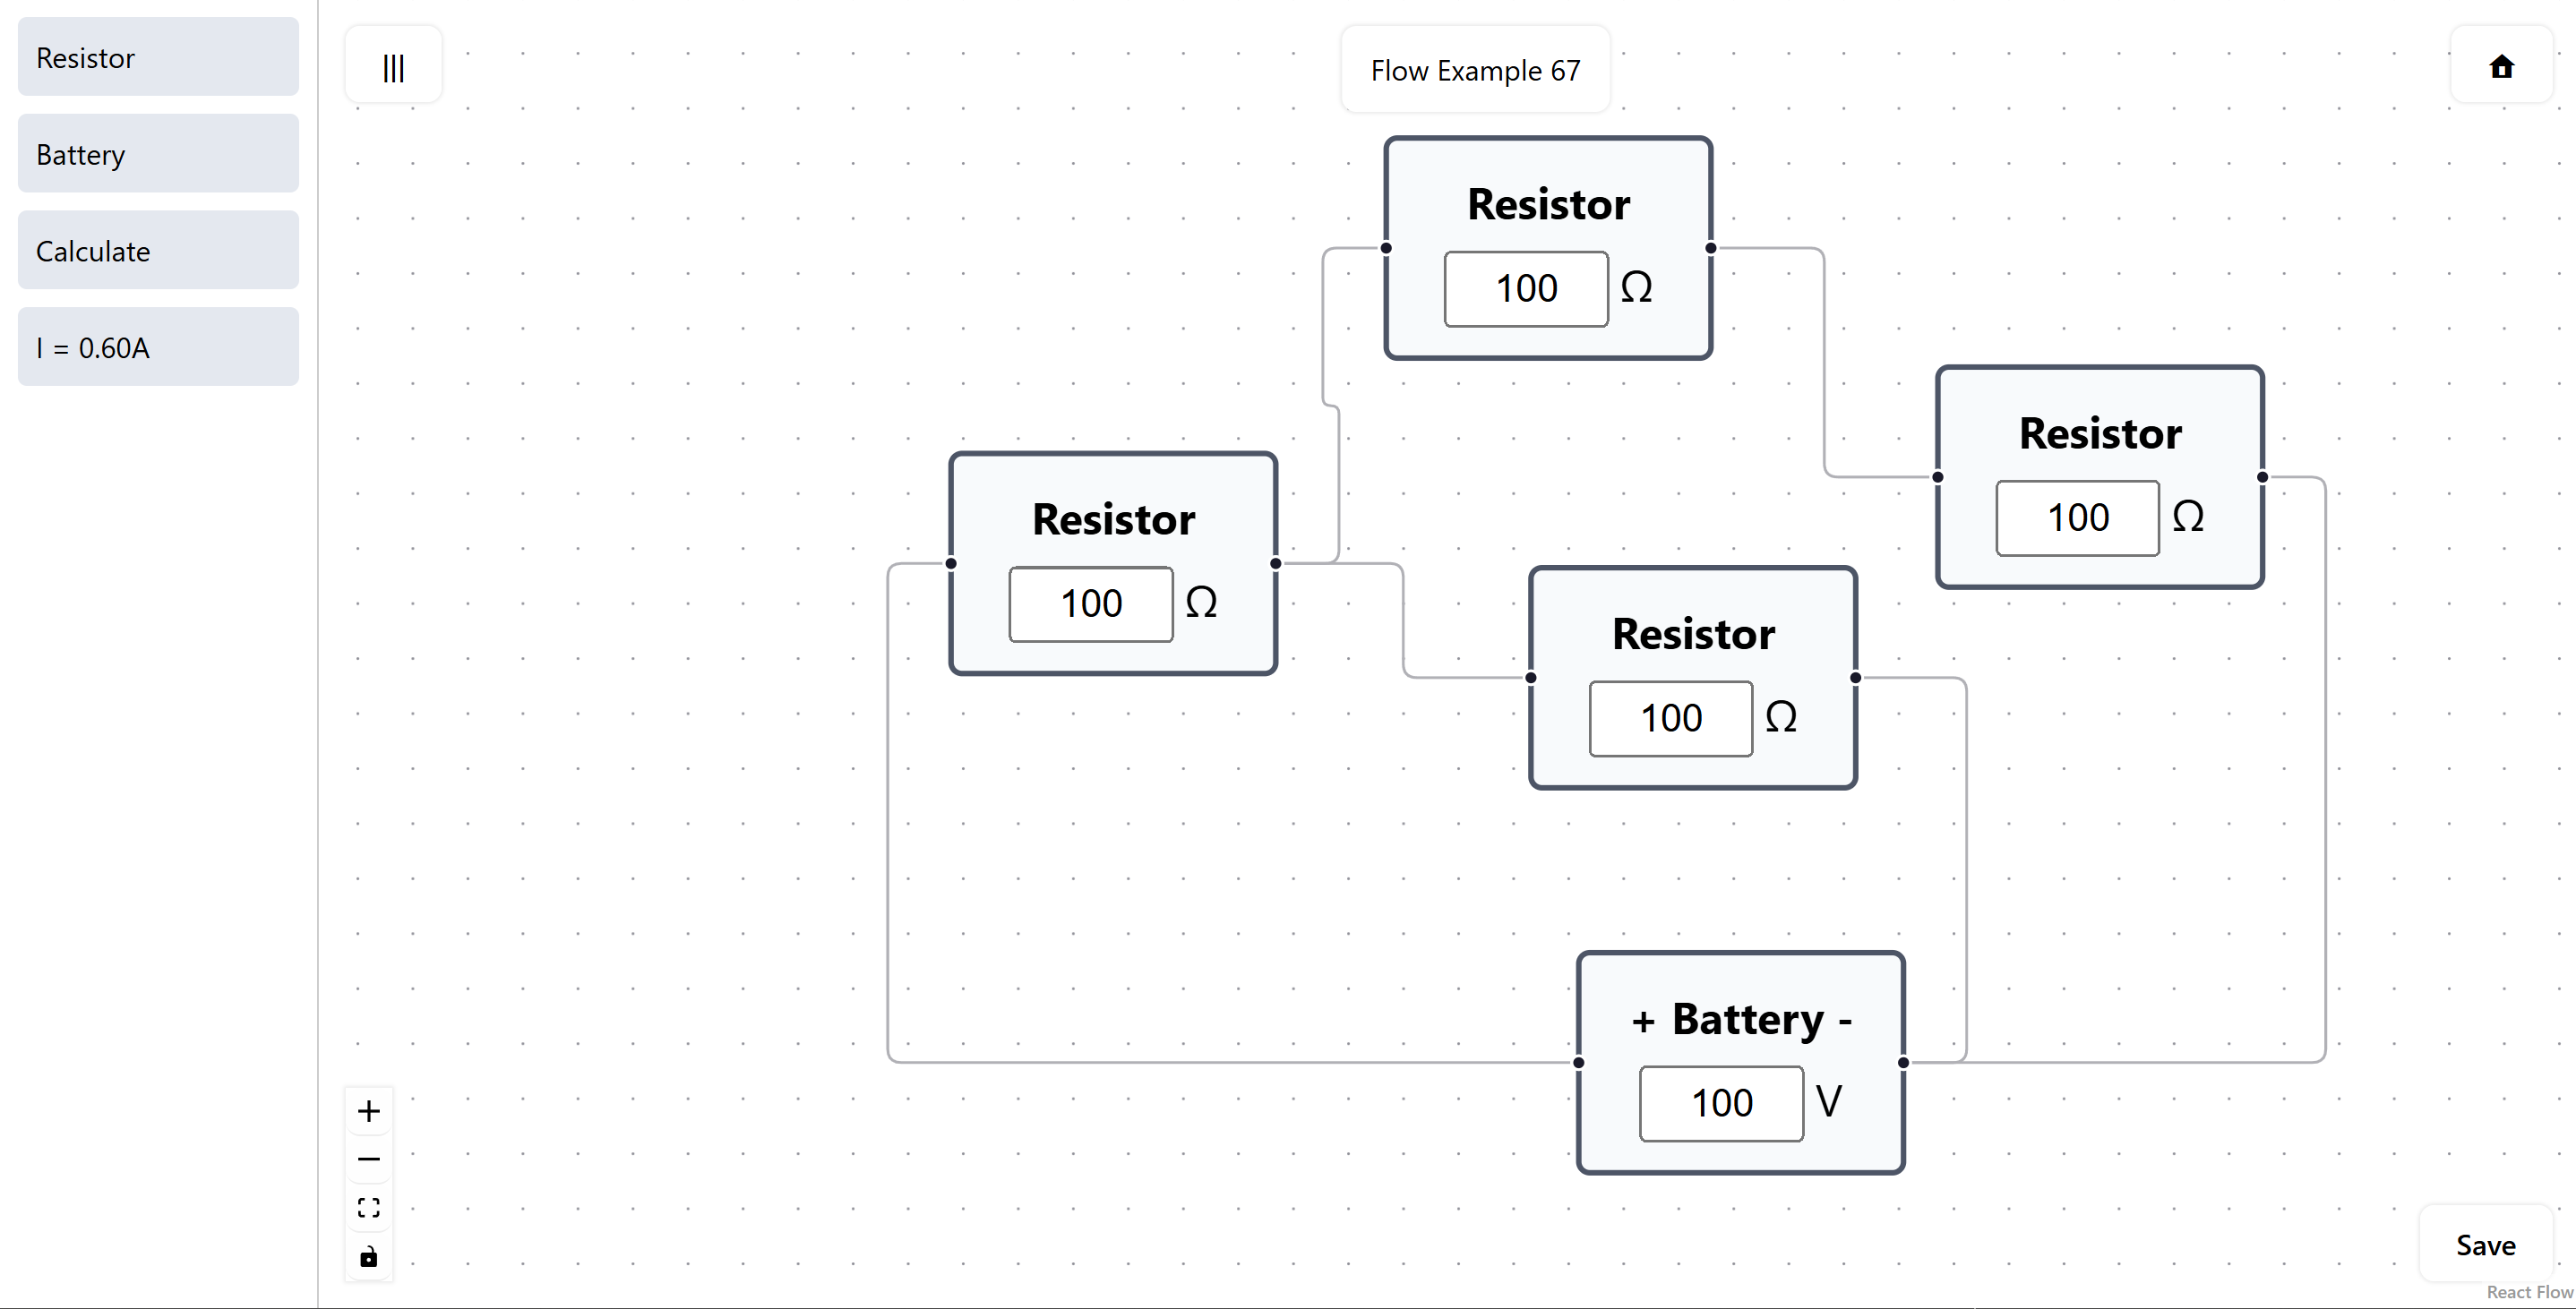 Resistor
Battery
Calculate
I = 0.60A
Flow Example 67
Resistor
100 Ω
Resistor
100 Ω
Resistor
100 Ω
Resistor
100 Ω
+ Battery -
100 V
Save
React Flow